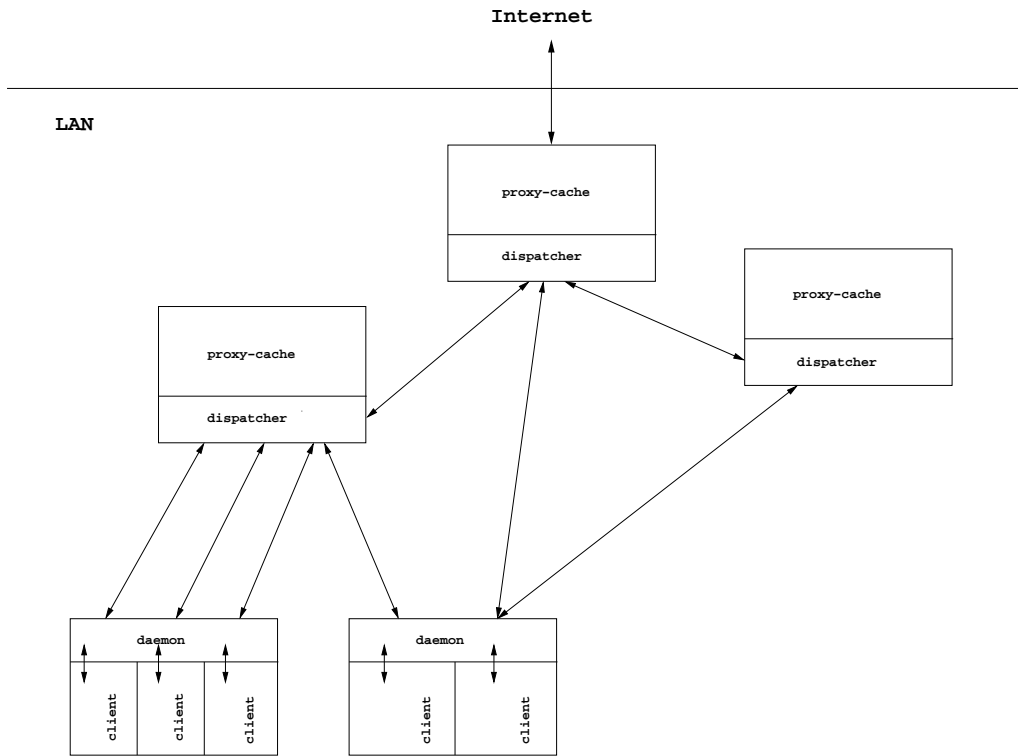 Internet
LAN
proxy-cache
dispatcher
proxy-cache
dispatcher
proxy-cache
dispatcher
daemon
client
client
client
daemon
client
client